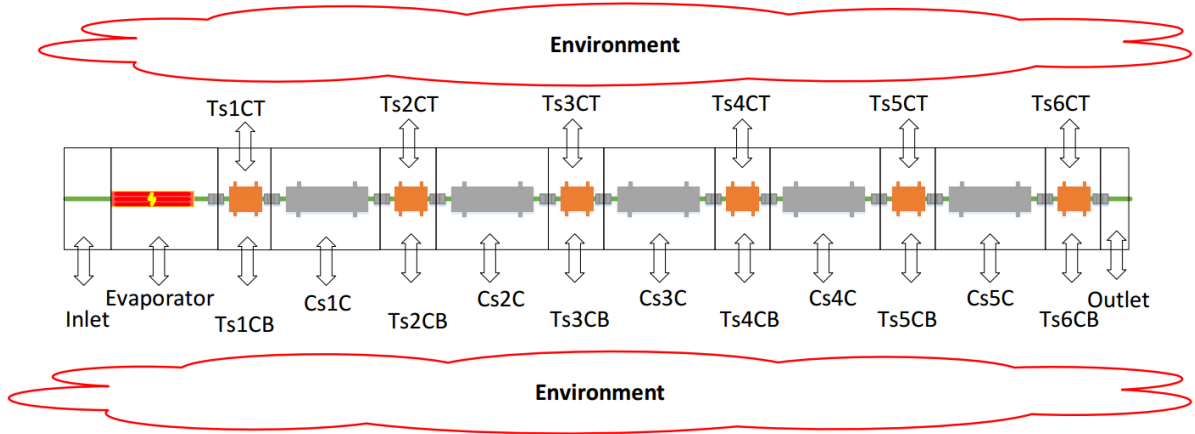 Environment
Ts1CT Ts2CT Ts3CT Ts4CT Ts5CT Ts6CT
Evaporator Cs1C Cs2C Cs3C Cs4C Cs5C Outlet
Inlet Ts1CB Ts2CB Ts3CB Ts4CB Ts5CB Ts6CB
Environment